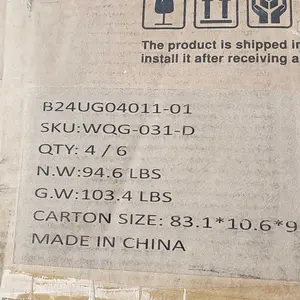 The product is shipped in
install it after receiving a
B24UG04011-01
SKU:WQG-031-D
QTY: 4 / 6
N.W:94.6 LBS
G.W:103.4 LBS
CARTON SIZE: 83.1*10.6*9
MADE IN CHINA